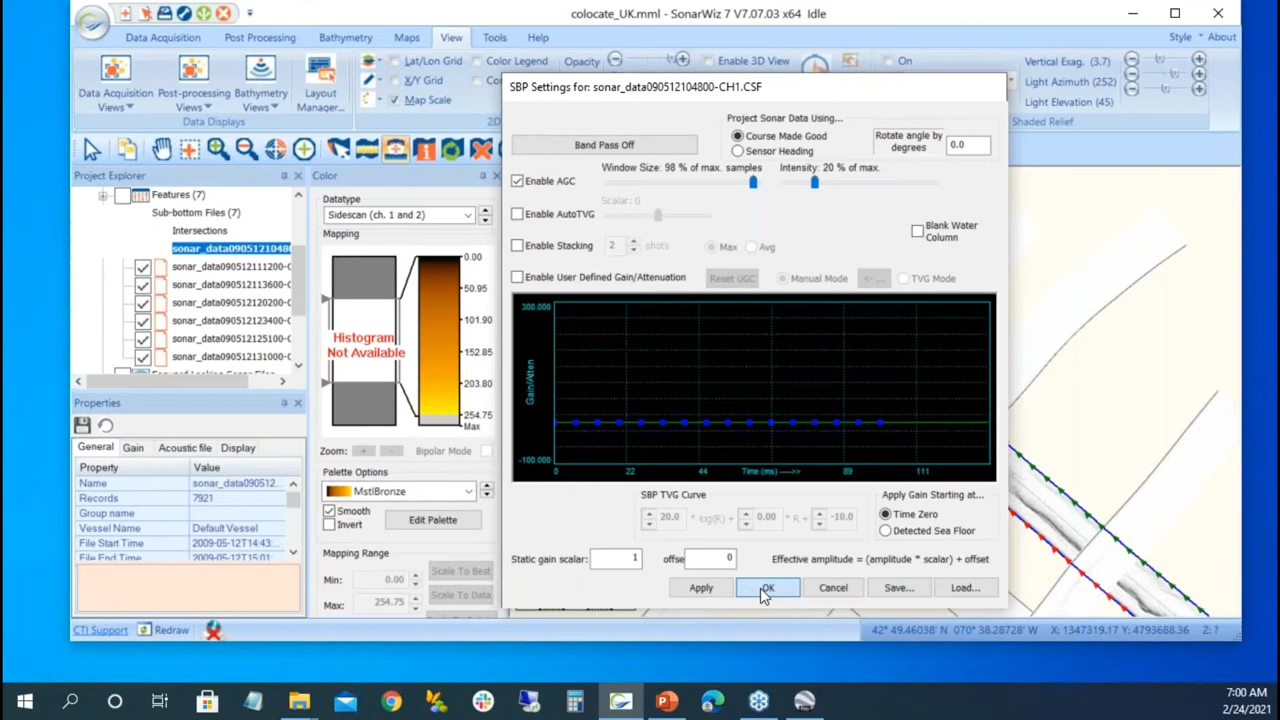 colocate_UK.mml - SonarWiz 7 V7.07.03 x64 Idle
Data Acquisition Post Processing Bathymetry Maps View Tools Help
Style About
Lat/Lon Grid Color Legend Opacity Enable 3D View On
X/Y Grid
Map Scale
Data Acquisition Views
Post-processing Views
Bathymetry Views
Layout Manager...
Data Displays
Vertical Exag. (3.7)
Light Azimuth (252)
Light Elevation (45)
Shaded Relief
Project Explorer
Features (7)
Sub-bottom Files (7)
Intersections
sonar_data0905121048
sonar_data090512111200-
sonar_data090512113600-
sonar_data090512120200-
sonar_data090512123400-
sonar_data090512125100-
sonar_data090512131000-
Properties
General Gain Acoustic file Display
Property Value
Name sonar_data090512...
Records 7921
Group name
Vessel Name Default Vessel
File Start Time 2009-05-12T14:43...
File End Time 2009-05-12T15:01
Color
Datatype
Sidescan (ch. 1 and 2)
Mapping
Histogram
Not Available
0.00
50.95
101.90
152.85
203.80
254.75
Max
Zoom: + - Bipolar Mode
Palette Options
MstlBronze
Smooth
Invert
Edit Palette
Mapping Range
Min: 0.00 Scale To Best
Max: 254.75 Scale To Data
SBP Settings for: sonar_data090512104800-CH1.CSF
Band Pass Off
Project Sonar Data Using...
Course Made Good
Sensor Heading
Rotate angle by
degrees
0.0
Window Size: 98 % of max. samples Intensity: 20 % of max.
Enable AGC
Scalar: 0
Enable AutoTVG
Blank Water
Column
Enable Stacking 2 shots Max Avg
Enable User Defined Gain/Attenuation Reset UGC Manual Mode <-... TVG Mode
300.000
Gain/Atten
-100.000
0 22 44 Time (ms) ---->> 89 111
SBP TVG Curve
20.0 * log(R) + 0.00 * R + -10.0
Apply Gain Starting at...
Time Zero
Detected Sea Floor
Static gain scalar: 1 offse 0 Effective amplitude = (amplitude * scalar) + offset
Apply OK Cancel Save... Load...
CTI Support Redraw
42° 49.46038' N 070° 38.28728' W X: 1347319.17 Y: 4793688.36 Z: ?
7:00 AM
2/24/2021